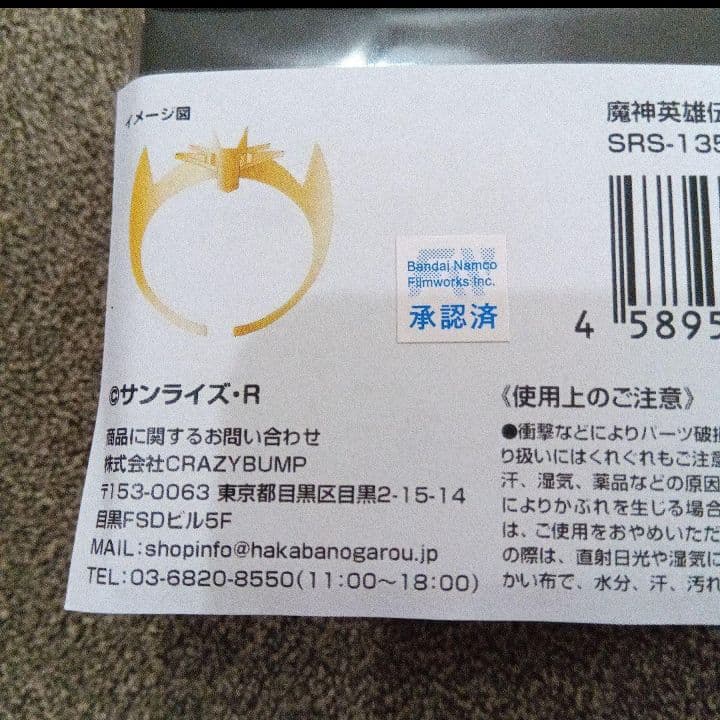 イメージ図
魔神英雄伝
SRS-135
Bandai Namco
Filmworks Inc.
承認済
4 5895
©サンライズ・R
商品に関するお問い合わせ
株式会社CRAZYBUMP
〒153-0063 東京都目黒区目黒2-15-14
目黒FSDビル5F
MAIL:shopinfo@hakabanogarou.jp
TEL:03-6820-8550(11:00〜18:00)
《使用上のご注意》
●衝撃などによりパーツ破損
り扱いにはくれぐれもご注意
汗、湿気、薬品などの原因
によりかぶれを生じる場合
は、ご使用をおやめいただ
の際は、直射日光や湿気に
かい布で、水分、汗、汚れ